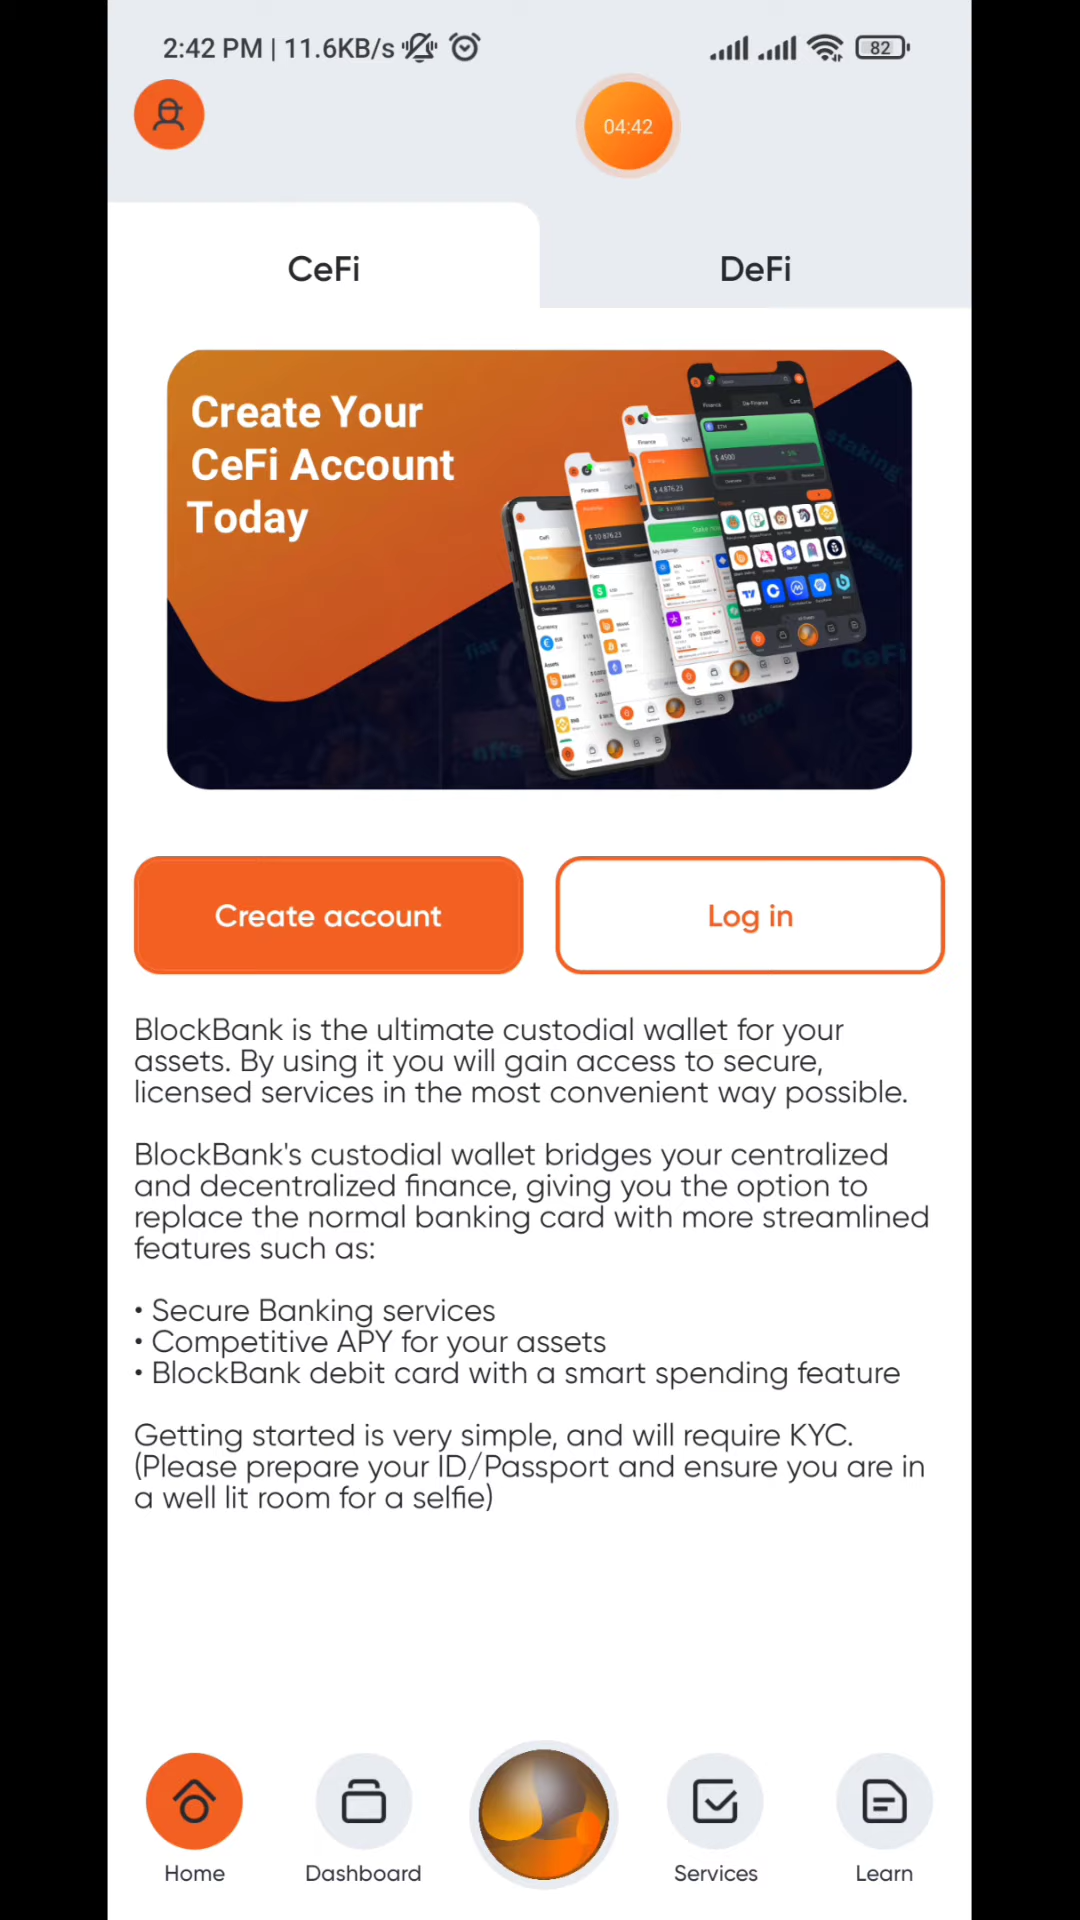 2:42 PM | 11.6KB/s
82
04:42
CeFi
DeFi
Create Your
CeFi Account
Today
staking
CeFi
forex
nfts
fiat
Create account
Log in
BlockBank is the ultimate custodial wallet for your
assets. By using it you will gain access to secure,
licensed services in the most convenient way possible.
BlockBank's custodial wallet bridges your centralized
and decentralized finance, giving you the option to
replace the normal banking card with more streamlined
features such as:
• Secure Banking services
• Competitive APY for your assets
• BlockBank debit card with a smart spending feature
Getting started is very simple, and will require KYC.
(Please prepare your ID/Passport and ensure you are in
a well lit room for a selfie)
Home
Dashboard
Services
Learn